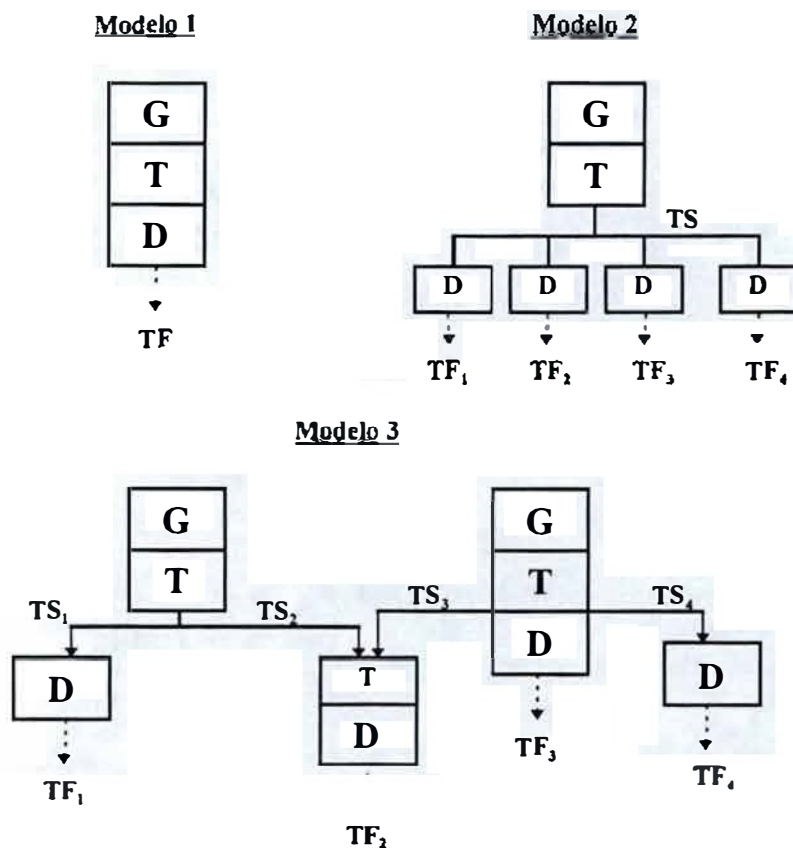 Modelo 1
Modelo 2
G
T
D
TF
G
T
TS
D D D D
TF₁ TF₂ TF₃ TF₄
Modelo 3
G
T
G
T
D
TS₁ TS₂ TS₃ TS₄
D
T
D
D
TF₁
TF₃
TF₄
TF₂